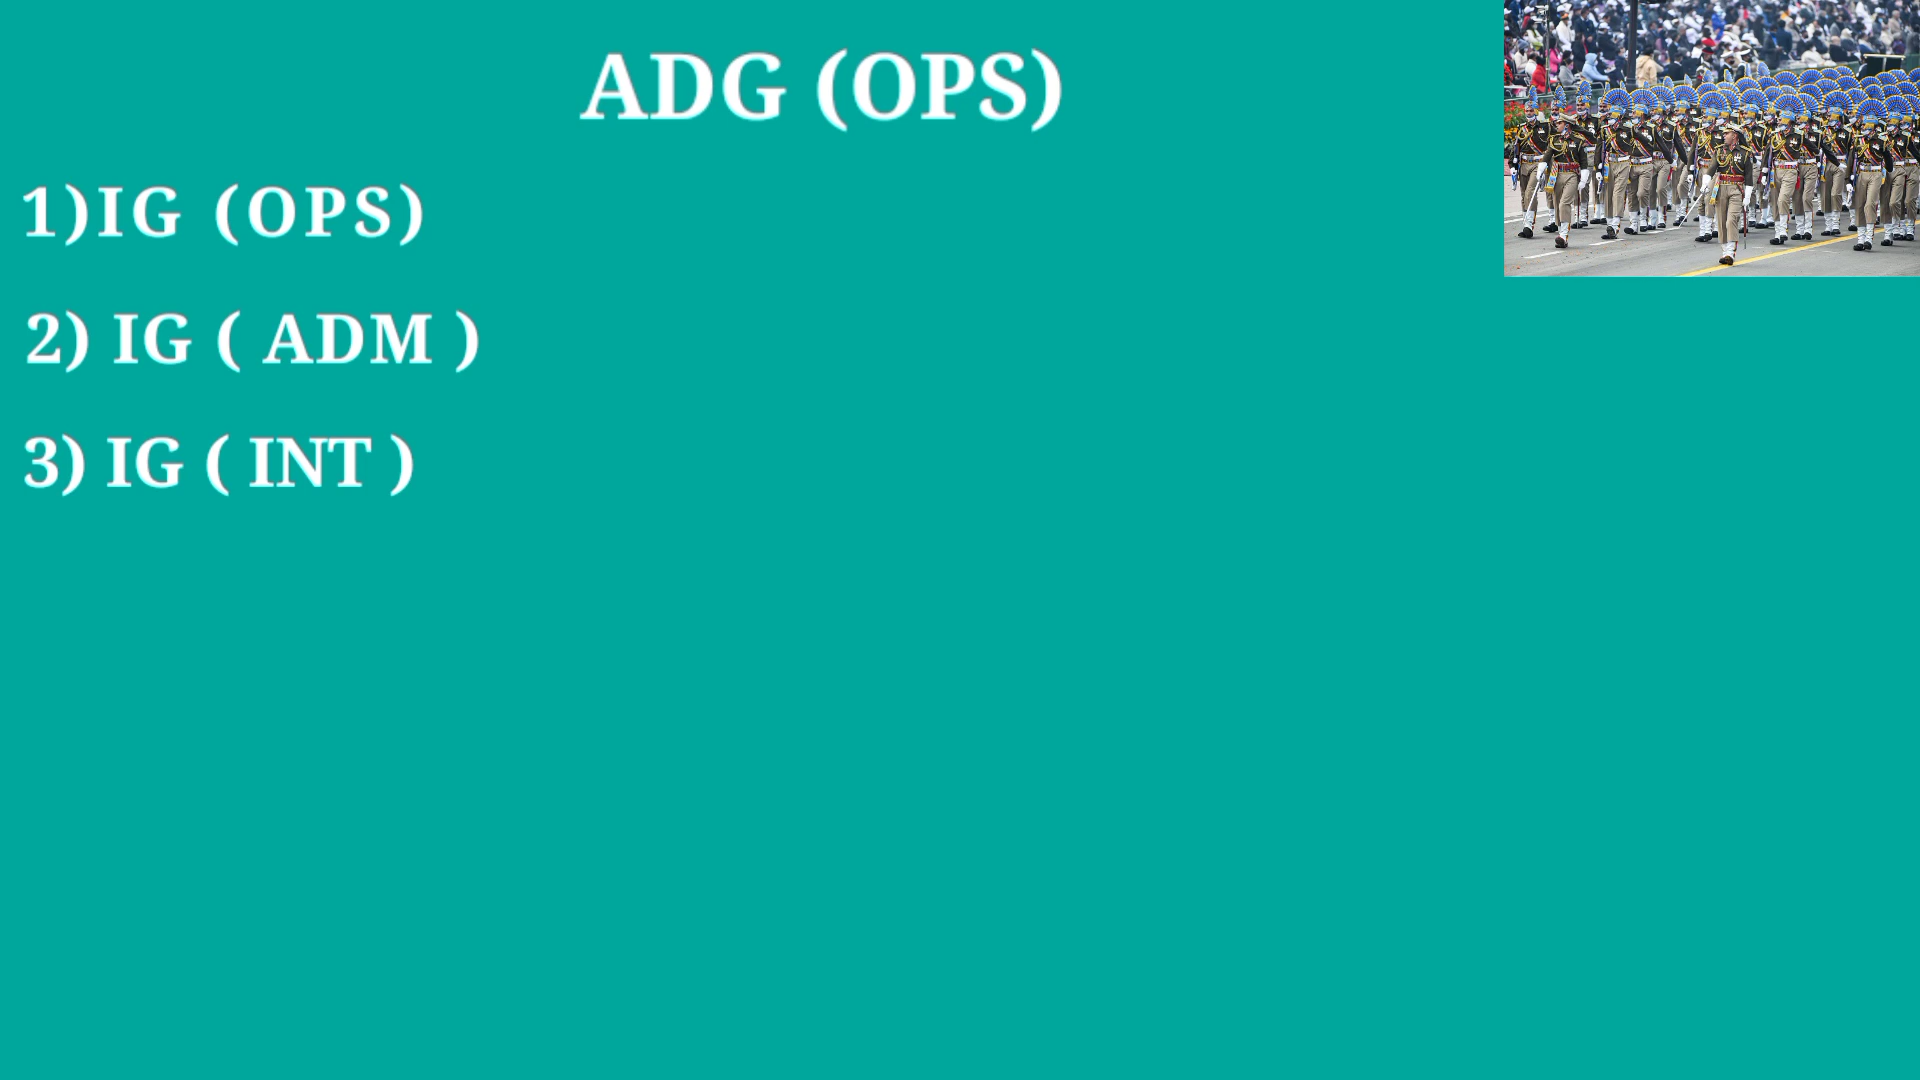 ADG (OPS)
1)IG (OPS)
2) IG ( ADM )
3) IG ( INT )